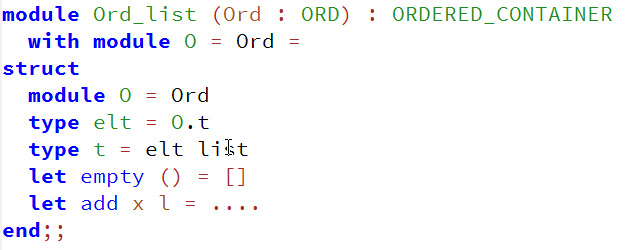 module Ord_list (Ord : ORD) : ORDERED_CONTAINER
with module O = Ord =
struct
module O = Ord
type elt = O.t
type t = elt list
let empty () = []
let add x l = ....
end;;